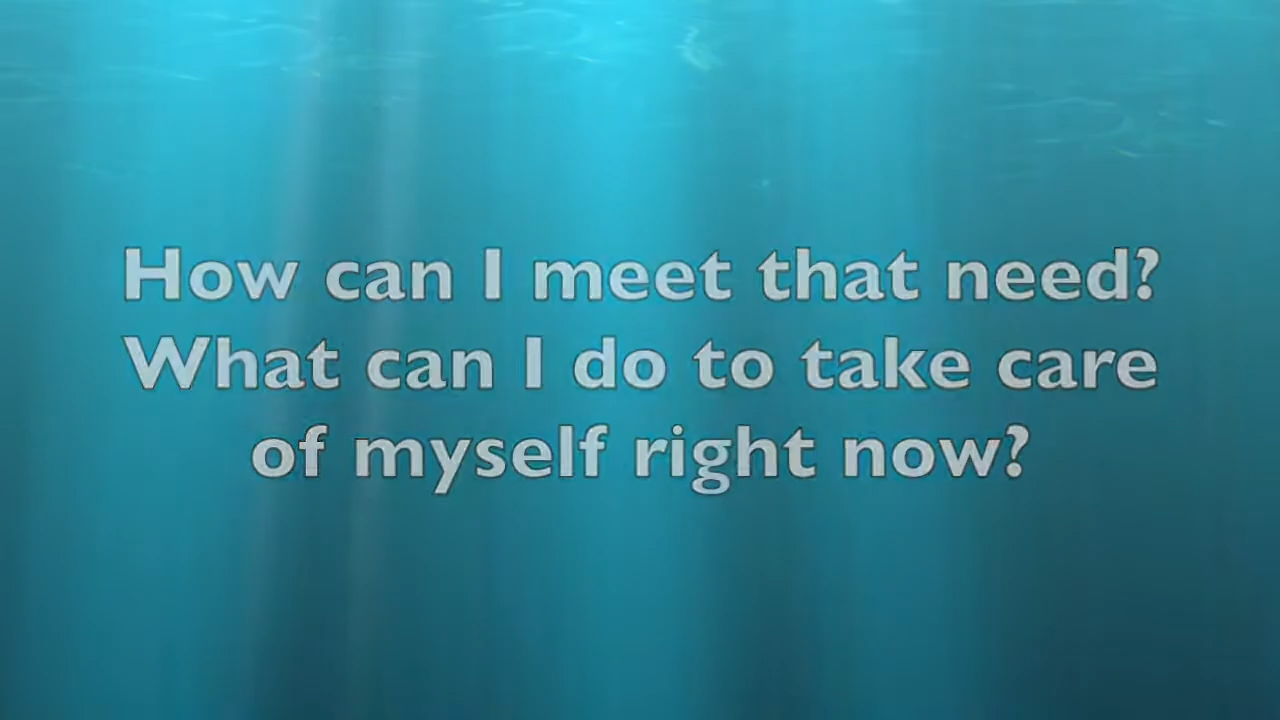 How can I meet that need?
What can I do to take care
of myself right now?